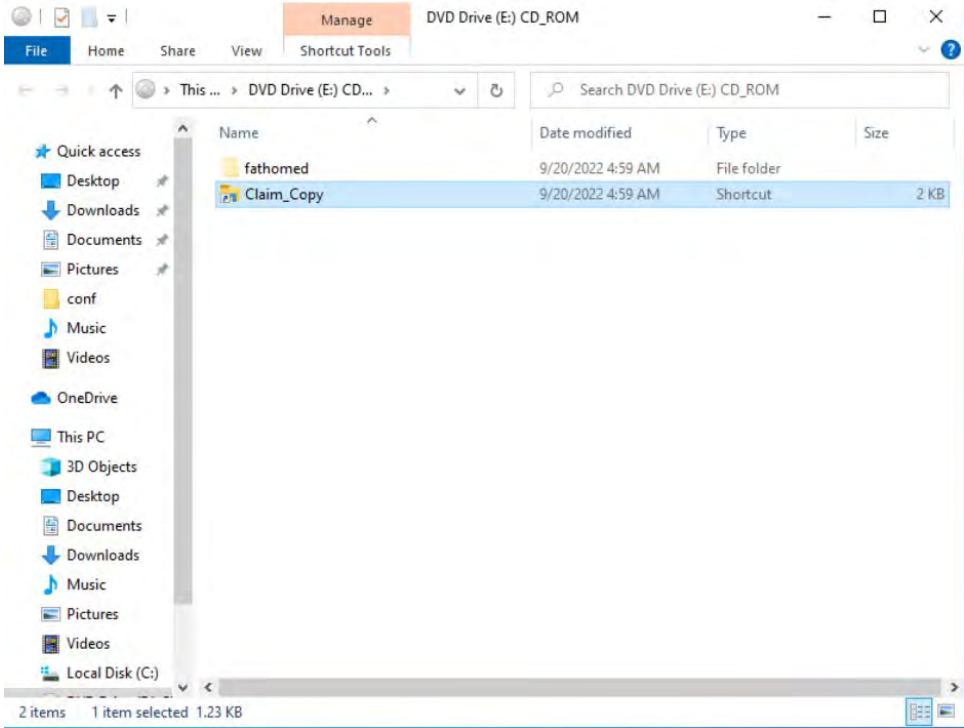 Manage
DVD Drive (E:) CD_ROM
File Home Share View Shortcut Tools
This ... DVD Drive (E:) CD...
Search DVD Drive (E:) CD_ROM
Name Date modified Type Size
fathomed 9/20/2022 4:59 AM File folder
Claim_Copy 9/20/2022 4:59 AM Shortcut 2 KB
Quick access
Desktop
Downloads
Documents
Pictures
conf
Music
Videos
OneDrive
This PC
3D Objects
Desktop
Documents
Downloads
Music
Pictures
Videos
Local Disk (C:)
2 items 1 item selected 1.23 KB